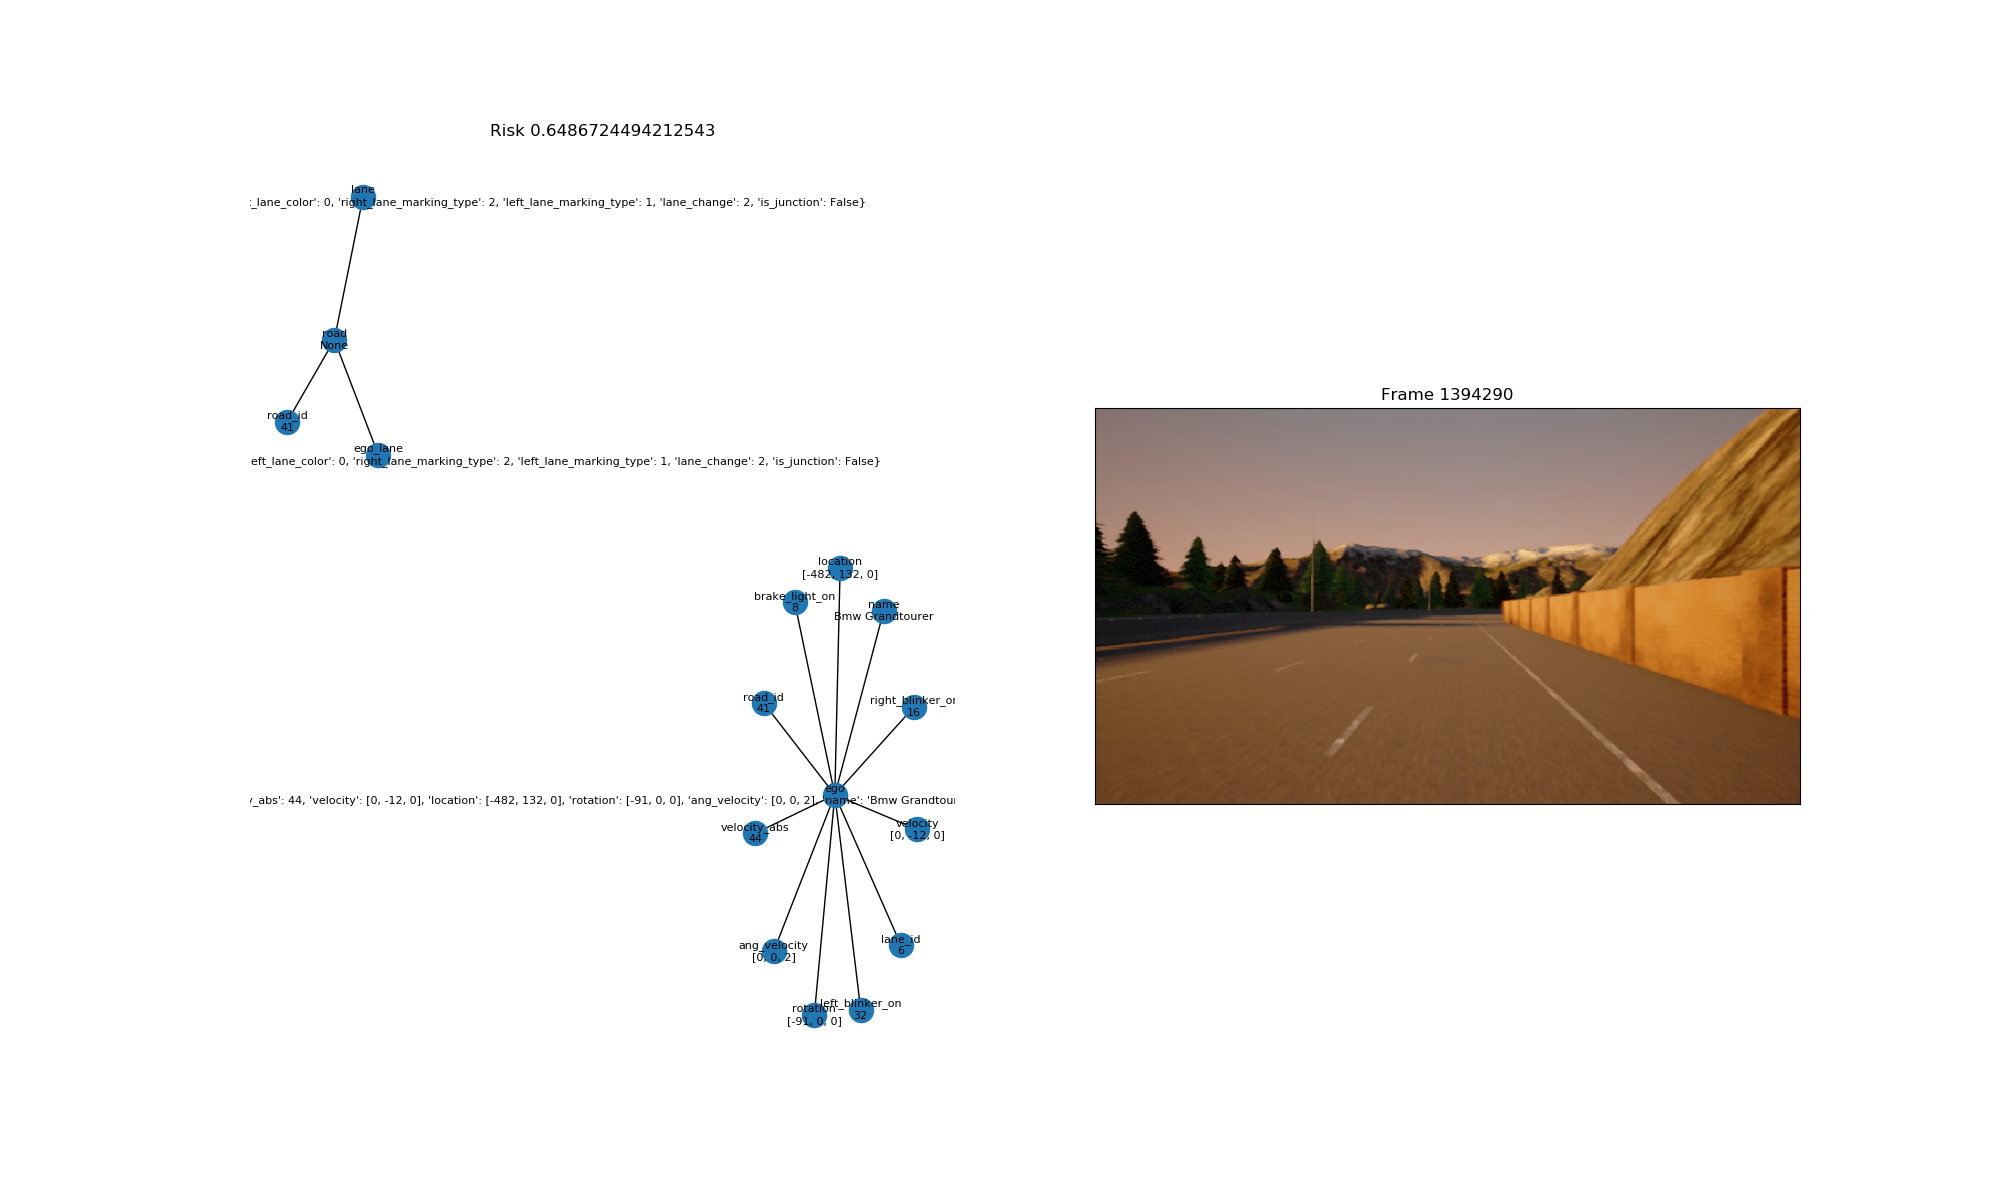 Risk 0.6486724494212543
lane
:_lane_color': 0, 'right_lane_marking_type': 2, 'left_lane_marking_type': 1, 'lane_change': 2, 'is_junction': False}
road
None
road_id
41
ego_lane
eft_lane_color': 0, 'right_lane_marking_type': 2, 'left_lane_marking_type': 1, 'lane_change': 2, 'is_junction': False}
location
[-482, 132, 0]
brake_light_on
8
name
Bmw Grandtourer
road_id
41
right_blinker_on
16
ego
_abs': 44, 'velocity': [0, -12, 0], 'location': [-482, 132, 0], 'rotation': [-91, 0, 0], 'ang_velocity': [0, 0, 2], 'name': 'Bmw Grandtour
velocity_abs
44
velocity
[0, -12, 0]
ang_velocity
[0, 0, 2]
lane_id
6
left_blinker_on
32
rotation
[-91, 0, 0]
Frame 1394290